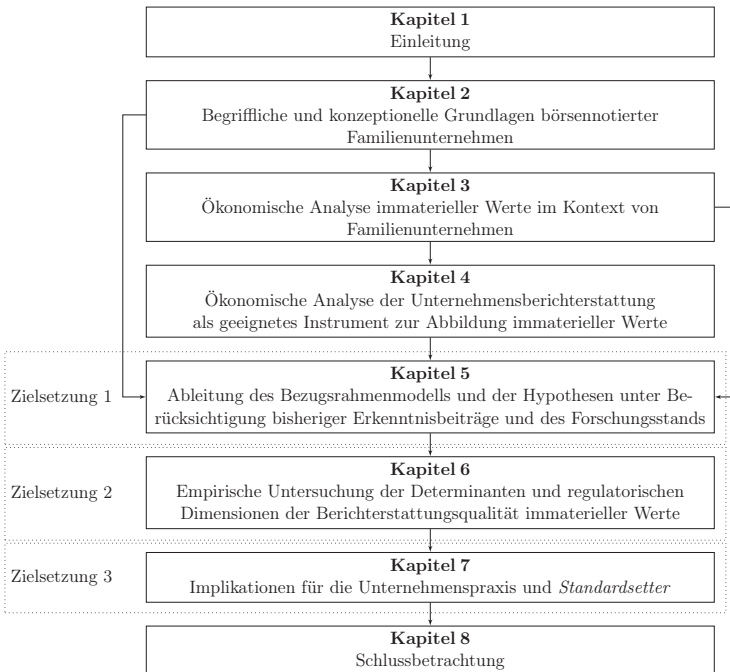 Kapitel 1
Einleitung
Kapitel 2
Begriffliche und konzeptionelle Grundlagen börsennotierter
Familienunternehmen
Kapitel 3
Ökonomische Analyse immaterieller Werte im Kontext von
Familienunternehmen
Kapitel 4
Ökonomische Analyse der Unternehmensberichterstattung
als geeignetes Instrument zur Abbildung immaterieller Werte
Zielsetzung 1
Kapitel 5
Ableitung des Bezugsrahmenmodells und der Hypothesen unter Be-
rücksichtigung bisheriger Erkenntnisbeiträge und des Forschungsstands
Zielsetzung 2
Kapitel 6
Empirische Untersuchung der Determinanten und regulatorischen
Dimensionen der Berichterstattungsqualität immaterieller Werte
Zielsetzung 3
Kapitel 7
Implikationen für die Unternehmenspraxis und Standardsetter
Kapitel 8
Schlussbetrachtung